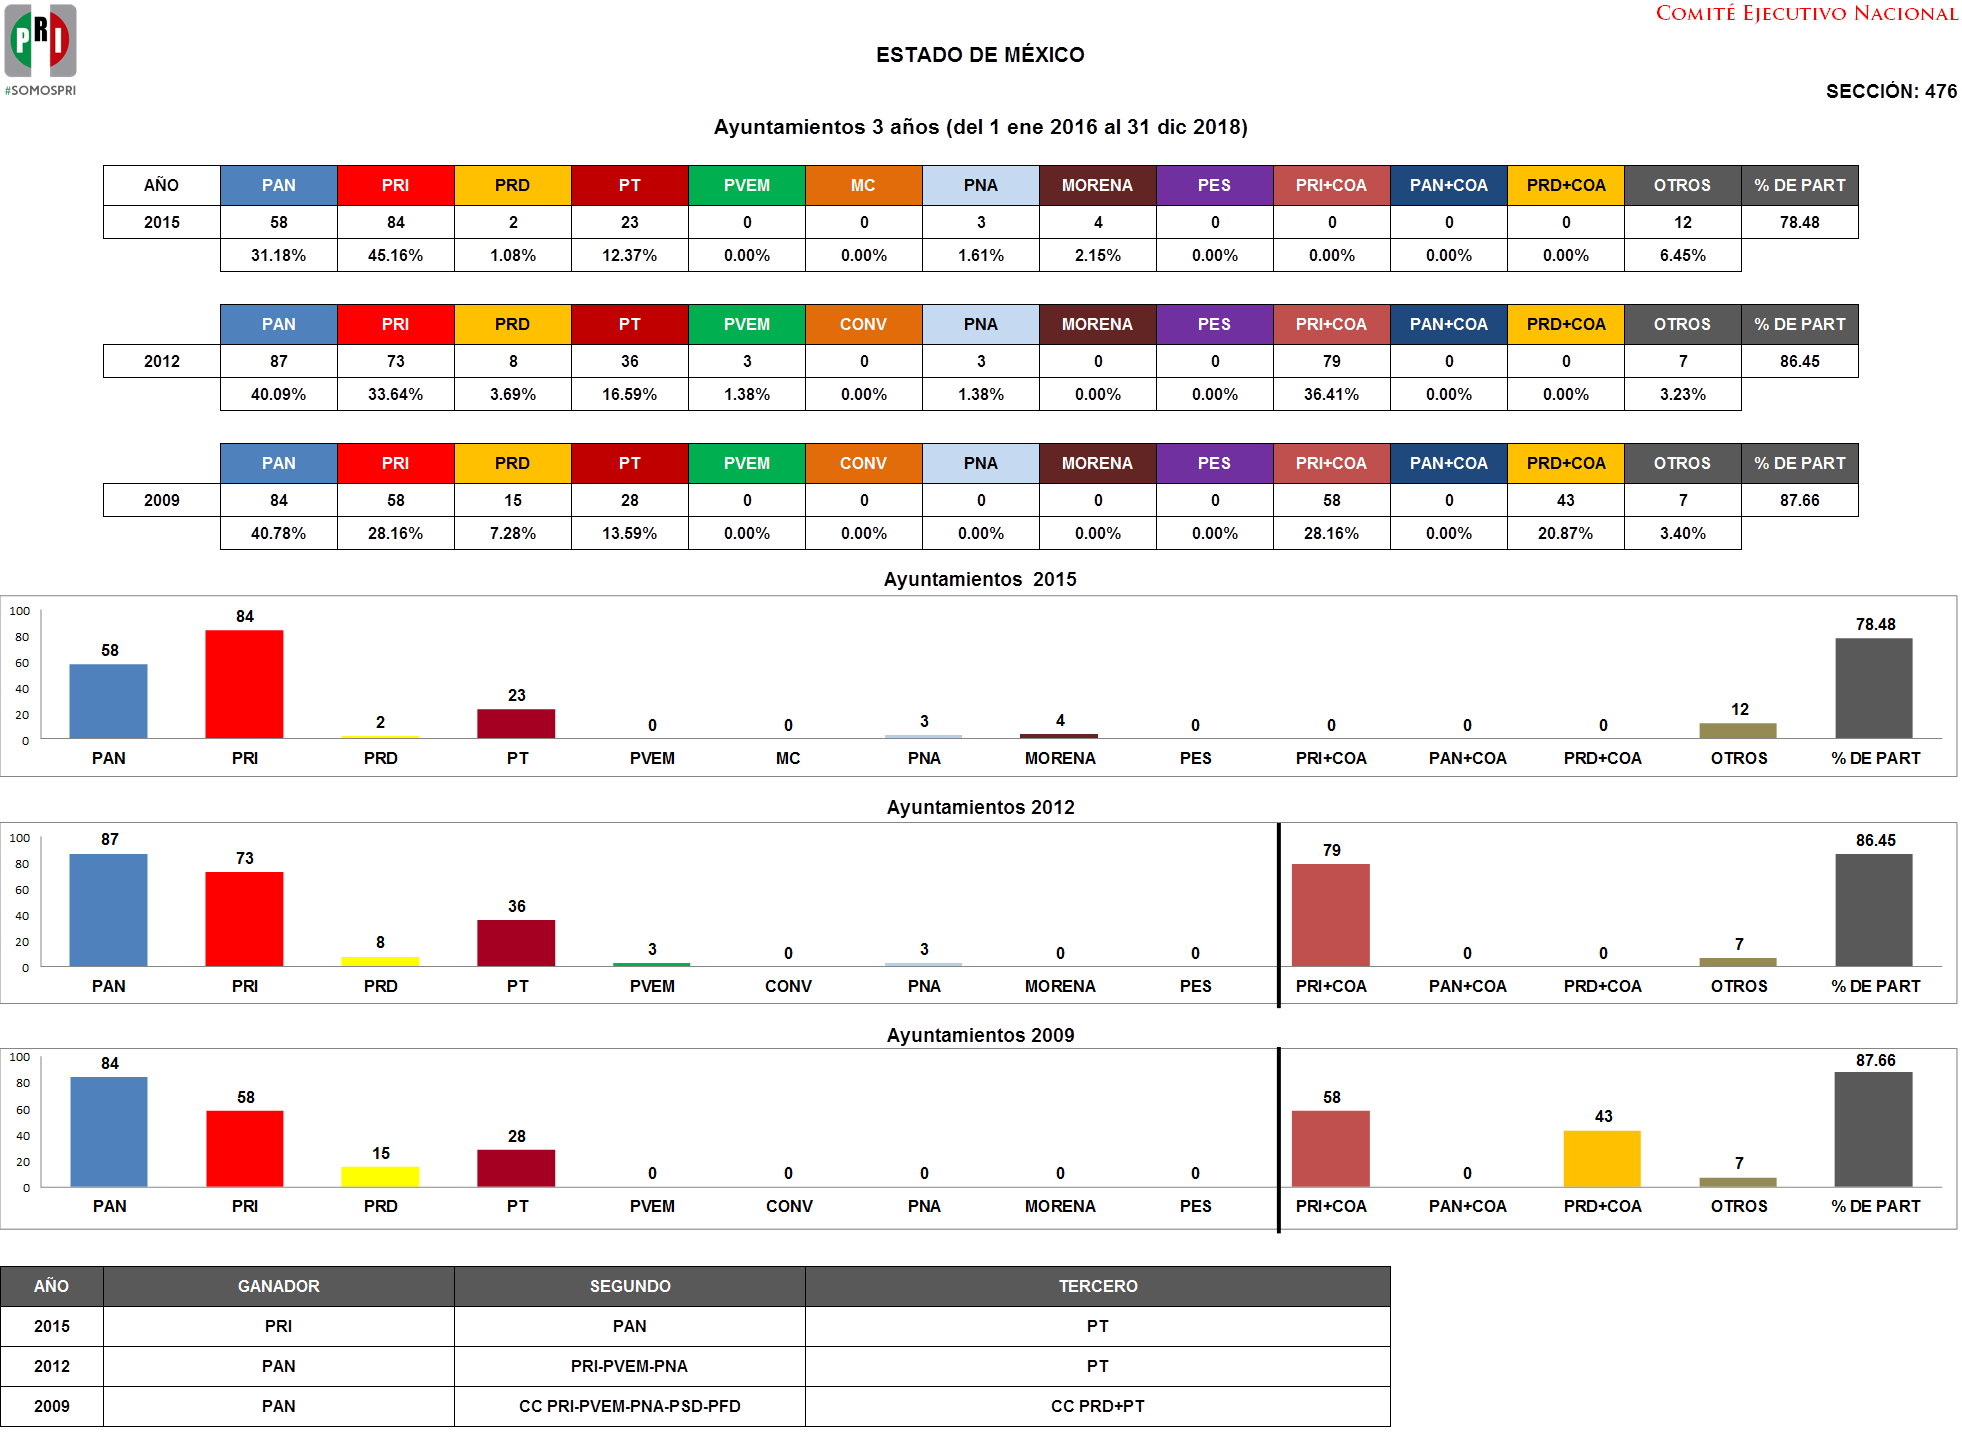 PRI
#SOMOSPRI
COMITÉ EJECUTIVO NACIONAL
ESTADO DE MÉXICO
SECCIÓN: 476
Ayuntamientos 3 años (del 1 ene 2016 al 31 dic 2018)
AÑO PAN PRI PRD PT PVEM MC PNA MORENA PES PRI+COA PAN+COA PRD+COA OTROS % DE PART
2015 58 84 2 23 0 0 3 4 0 0 0 0 12 78.48
31.18% 45.16% 1.08% 12.37% 0.00% 0.00% 1.61% 2.15% 0.00% 0.00% 0.00% 0.00% 6.45%
PAN PRI PRD PT PVEM CONV PNA MORENA PES PRI+COA PAN+COA PRD+COA OTROS % DE PART
2012 87 73 8 36 3 0 3 0 0 79 0 0 7 86.45
40.09% 33.64% 3.69% 16.59% 1.38% 0.00% 1.38% 0.00% 0.00% 36.41% 0.00% 0.00% 3.23%
PAN PRI PRD PT PVEM CONV PNA MORENA PES PRI+COA PAN+COA PRD+COA OTROS % DE PART
2009 84 58 15 28 0 0 0 0 0 58 0 43 7 87.66
40.78% 28.16% 7.28% 13.59% 0.00% 0.00% 0.00% 0.00% 0.00% 28.16% 0.00% 20.87% 3.40%
Ayuntamientos 2015
100
80
60
40
20
0
58 84 2 23 0 0 3 4 0 0 0 0 12 78.48
PAN PRI PRD PT PVEM MC PNA MORENA PES PRI+COA PAN+COA PRD+COA OTROS % DE PART
Ayuntamientos 2012
100
80
60
40
20
0
87 73 8 36 3 0 3 0 0 79 0 0 7 86.45
PAN PRI PRD PT PVEM CONV PNA MORENA PES PRI+COA PAN+COA PRD+COA OTROS % DE PART
Ayuntamientos 2009
100
80
60
40
20
0
84 58 15 28 0 0 0 0 0 58 0 43 7 87.66
PAN PRI PRD PT PVEM CONV PNA MORENA PES PRI+COA PAN+COA PRD+COA OTROS % DE PART
AÑO GANADOR SEGUNDO TERCERO
2015 PRI PAN PT
2012 PAN PRI-PVEM-PNA PT
2009 PAN CC PRI-PVEM-PNA-PSD-PFD CC PRD+PT